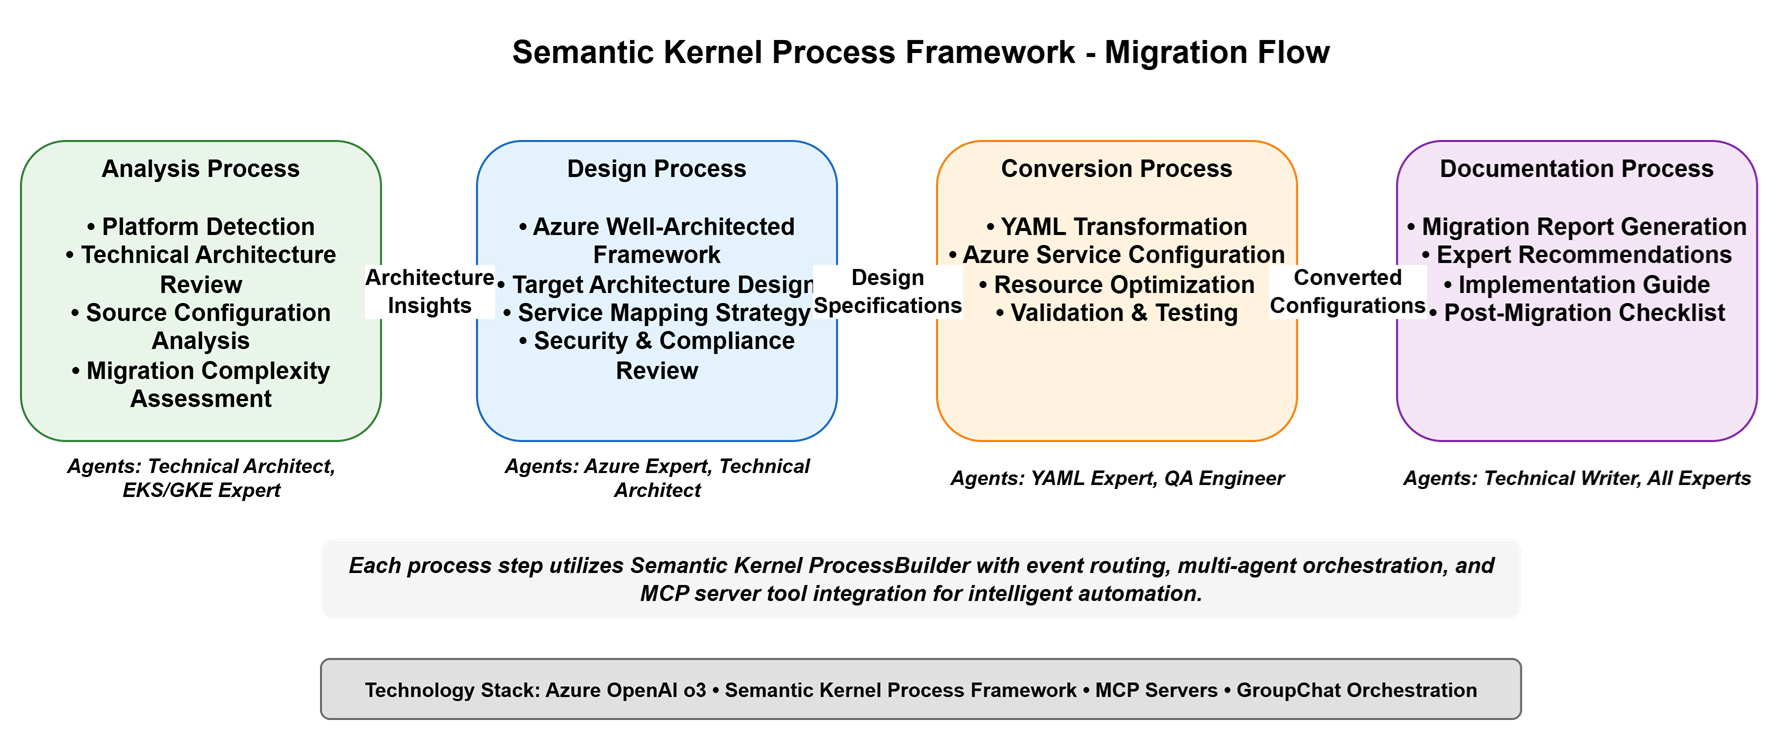 Semantic Kernel Process Framework - Migration Flow
Analysis Process
• Platform Detection
• Technical Architecture
Review
• Source Configuration
Analysis
• Migration Complexity
Assessment
Agents: Technical Architect,
EKS/GKE Expert
Architecture
Insights
Design Process
• Azure Well-Architected
Framework
• Target Architecture Design
• Service Mapping Strategy
• Security & Compliance
Review
Agents: Azure Expert, Technical
Architect
Design
Specifications
Conversion Process
• YAML Transformation
• Azure Service Configuration
• Resource Optimization
• Validation & Testing
Agents: YAML Expert, QA Engineer
Converted
Configurations
Documentation Process
• Migration Report Generation
• Expert Recommendations
• Implementation Guide
• Post-Migration Checklist
Agents: Technical Writer, All Experts
Each process step utilizes Semantic Kernel ProcessBuilder with event routing, multi-agent orchestration, and
MCP server tool integration for intelligent automation.
Technology Stack: Azure OpenAI o3 • Semantic Kernel Process Framework • MCP Servers • GroupChat Orchestration